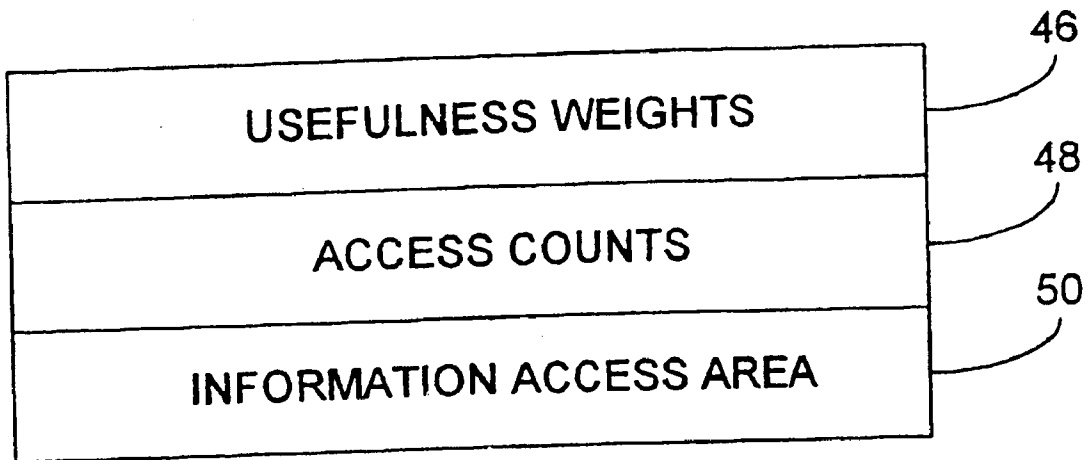 46
USEFULNESS WEIGHTS
48
ACCESS COUNTS
50
INFORMATION ACCESS AREA